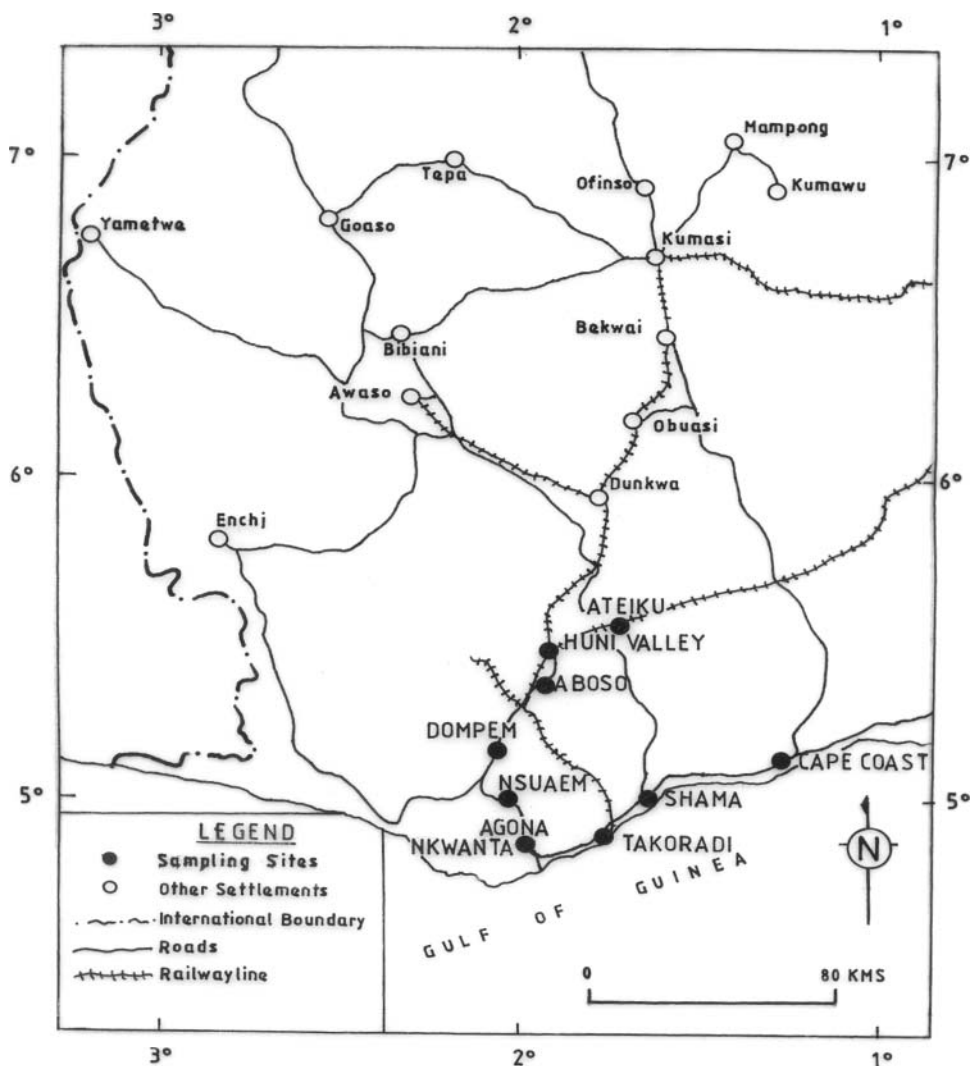 3°
2°
1°
7°
7°
Mampong
Tepa
Ofinso
Kumawu
Yametwe
Goaso
Kumasi
Bekwai
Bibiani
Awaso
Obuasi
6°
6°
Dunkwa
Enchj
ATEIKU
HUNI VALLEY
ABOSO
DOMPEM
CAPE COAST
NSUAEM
5°
5°
SHAMA
AGONA
NKWANTA
TAKORADI
GULF OF GUINEA
N
LEGEND
Sampling Sites
Other Settlements
International Boundary
Roads
Railwayline
0 80 KMS
3°
2°
1°